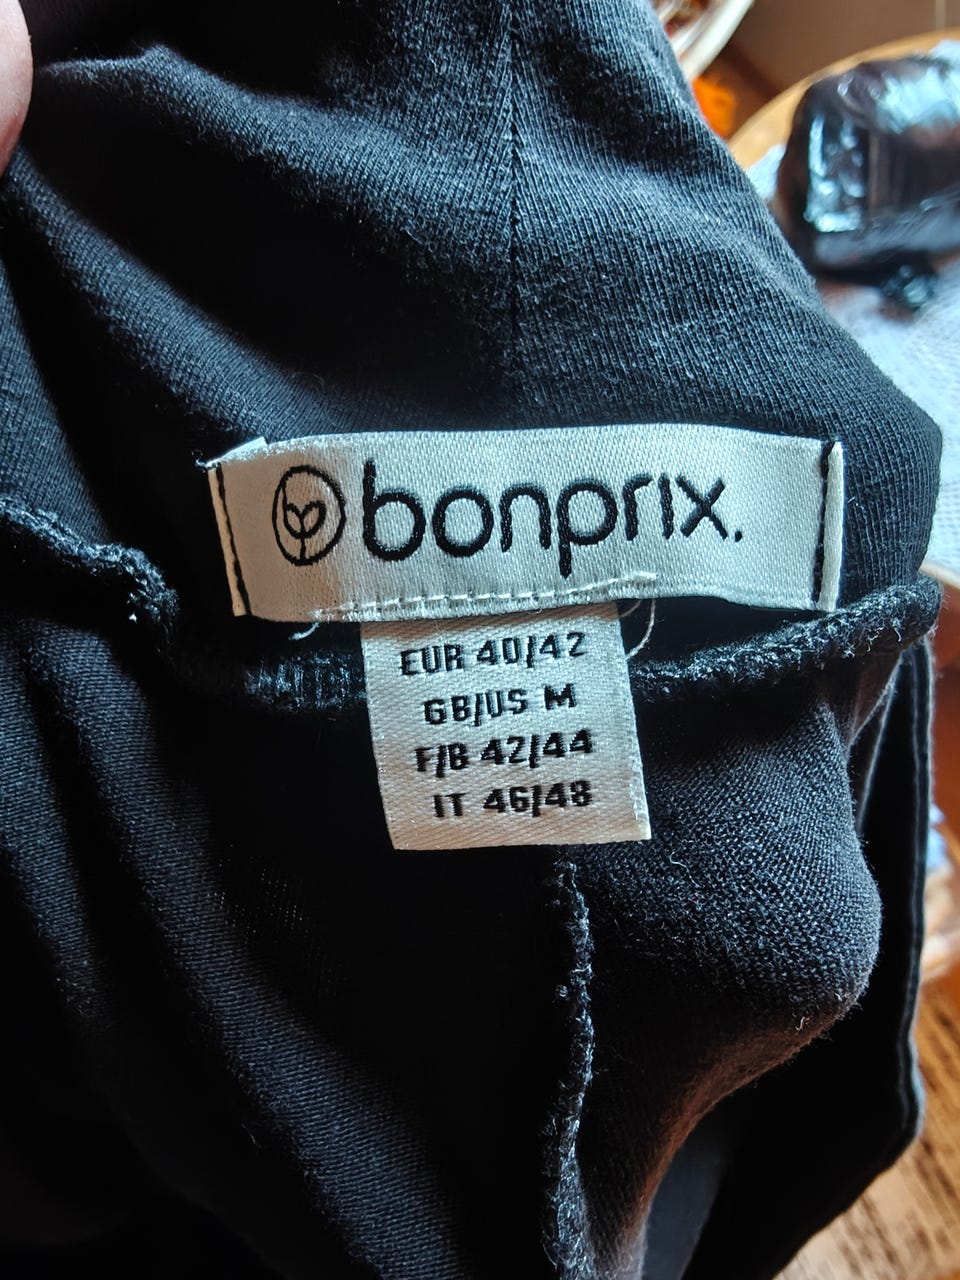 bonprix.
EUR 40/42
GB/US M
F/B 42/44
IT 46/48